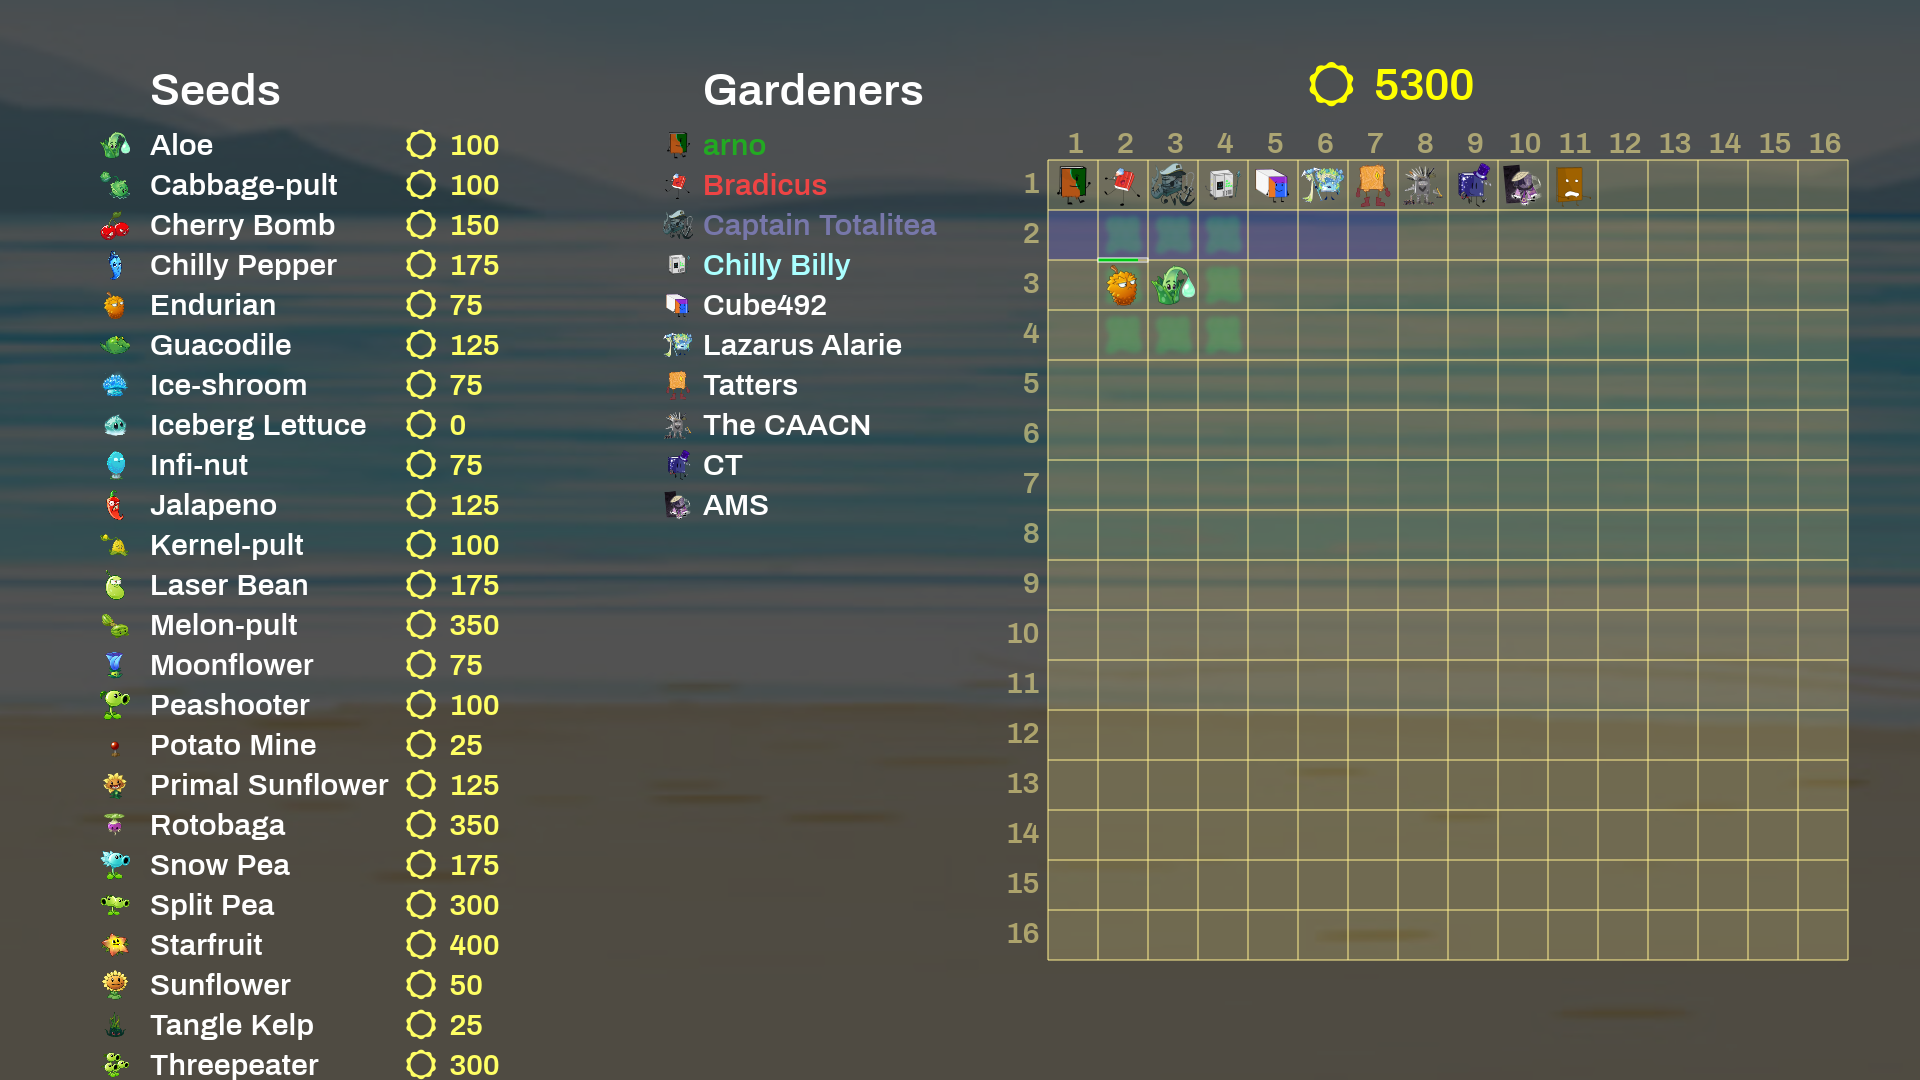 Seeds
Aloe 100
Cabbage-pult 100
Cherry Bomb 150
Chilly Pepper 175
Endurian 75
Guacodile 125
Ice-shroom 75
Iceberg Lettuce 0
Infi-nut 75
Jalapeno 125
Kernel-pult 100
Laser Bean 175
Melon-pult 350
Moonflower 75
Peashooter 100
Potato Mine 25
Primal Sunflower 125
Rotobaga 350
Snow Pea 175
Split Pea 300
Starfruit 400
Sunflower 50
Tangle Kelp 25
Threepeater 300
Gardeners
arno
Bradicus
Captain Totalitea
Chilly Billy
Cube492
Lazarus Alarie
Tatters
The CAACN
CT
AMS
5300
1 2 3 4 5 6 7 8 9 10 11 12 13 14 15 16
1
2
3
4
5
6
7
8
9
10
11
12
13
14
15
16